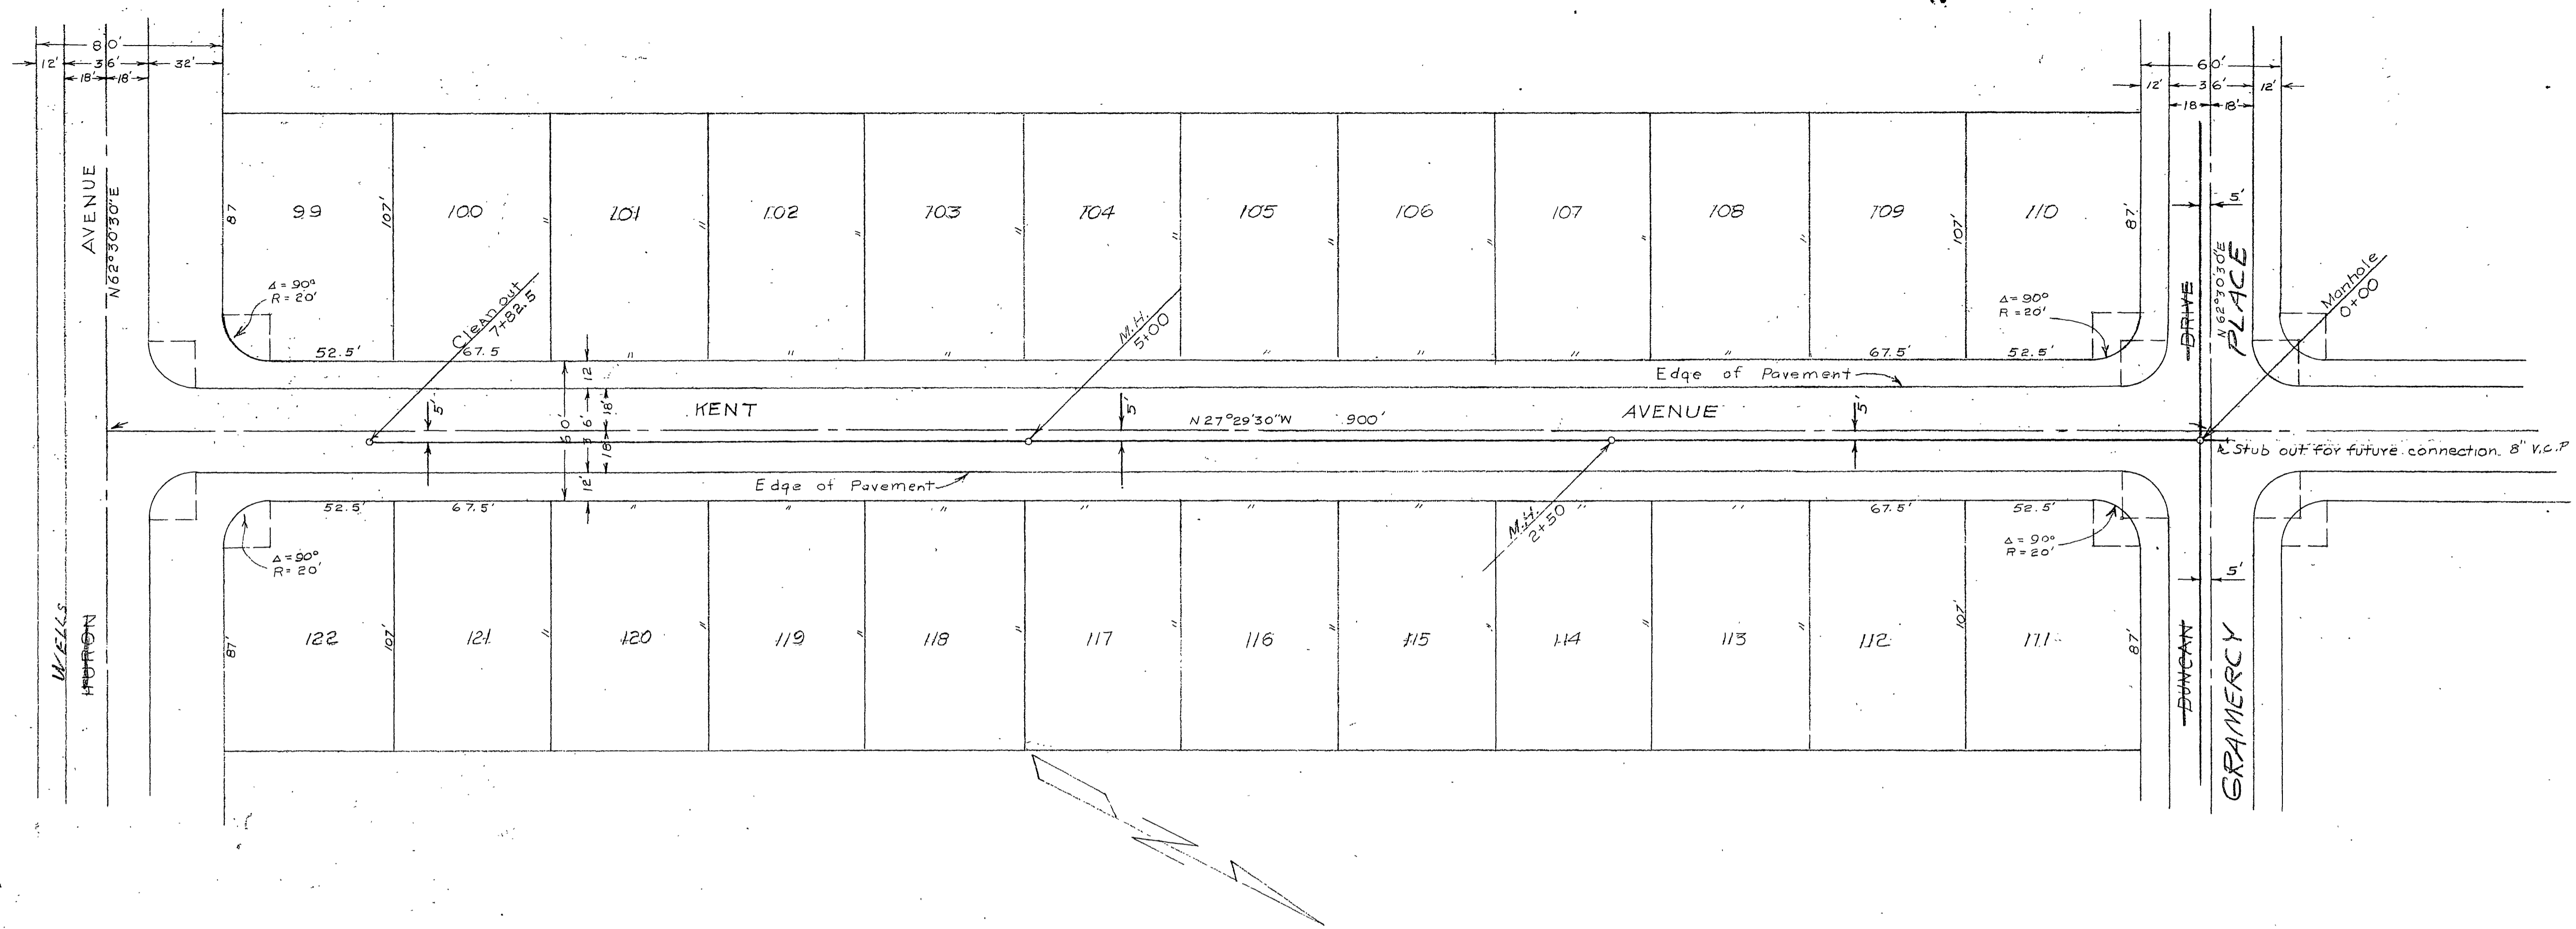 80'
12' 36' 32'
18' 18'
60'
12' 36' 12'
18 18'
AVENUE
N62°30'30"E
87
99
107'
100
"
101
"
102
"
103
"
104
"
105
"
106
"
107
"
108
"
109
107'
110
87'
5'
N62°30'30"E
PLACE
DRIVE
Manhole
0+00
Δ=90°
R=20'
Clean out
7+82.5
M.H.
5+00
Δ=90°
R=20'
52.5' 67.5 " " " " " " " 67.5' 52.5'
12
Edge of Pavement
50'
36'
18'
18'
12'
5'
KENT
5'
N27°29'30"W 900'
AVENUE
5'
Stub out for future connection. 8" V.C.P
Edge of Pavement
52.5' 67.5' " " " " " " " 67.5' 52.5'
M.H.
2+50
Δ=90°
R=20'
Δ=90°
R=20'
5'
WELLS
HURON
87'
122
107'
121
"
120
"
119
"
118
"
117
"
116
"
115
"
114
"
113
"
112
107'
111
87'
DUNCAN
GRAMERCY
N